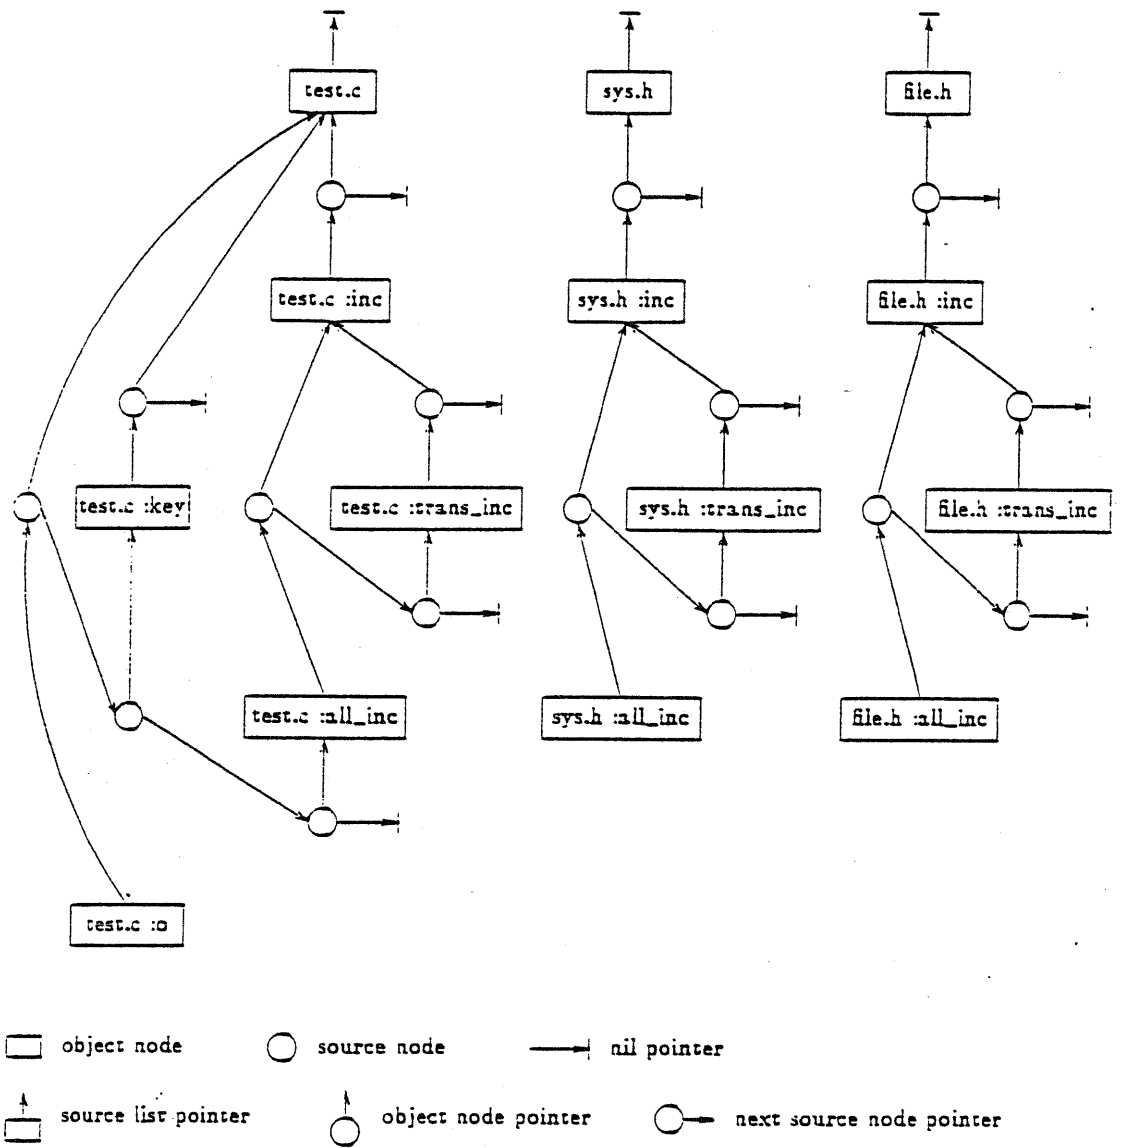 test.c
sys.h
file.h
test.c :inc
sys.h :inc
file.h :inc
test.c :key
test.c :trans_inc
sys.h :trans_inc
file.h :trans_inc
test.c :all_inc
sys.h :all_inc
file.h :all_inc
test.c :o
object node
source node
nil pointer
source list pointer
object node pointer
next source node pointer